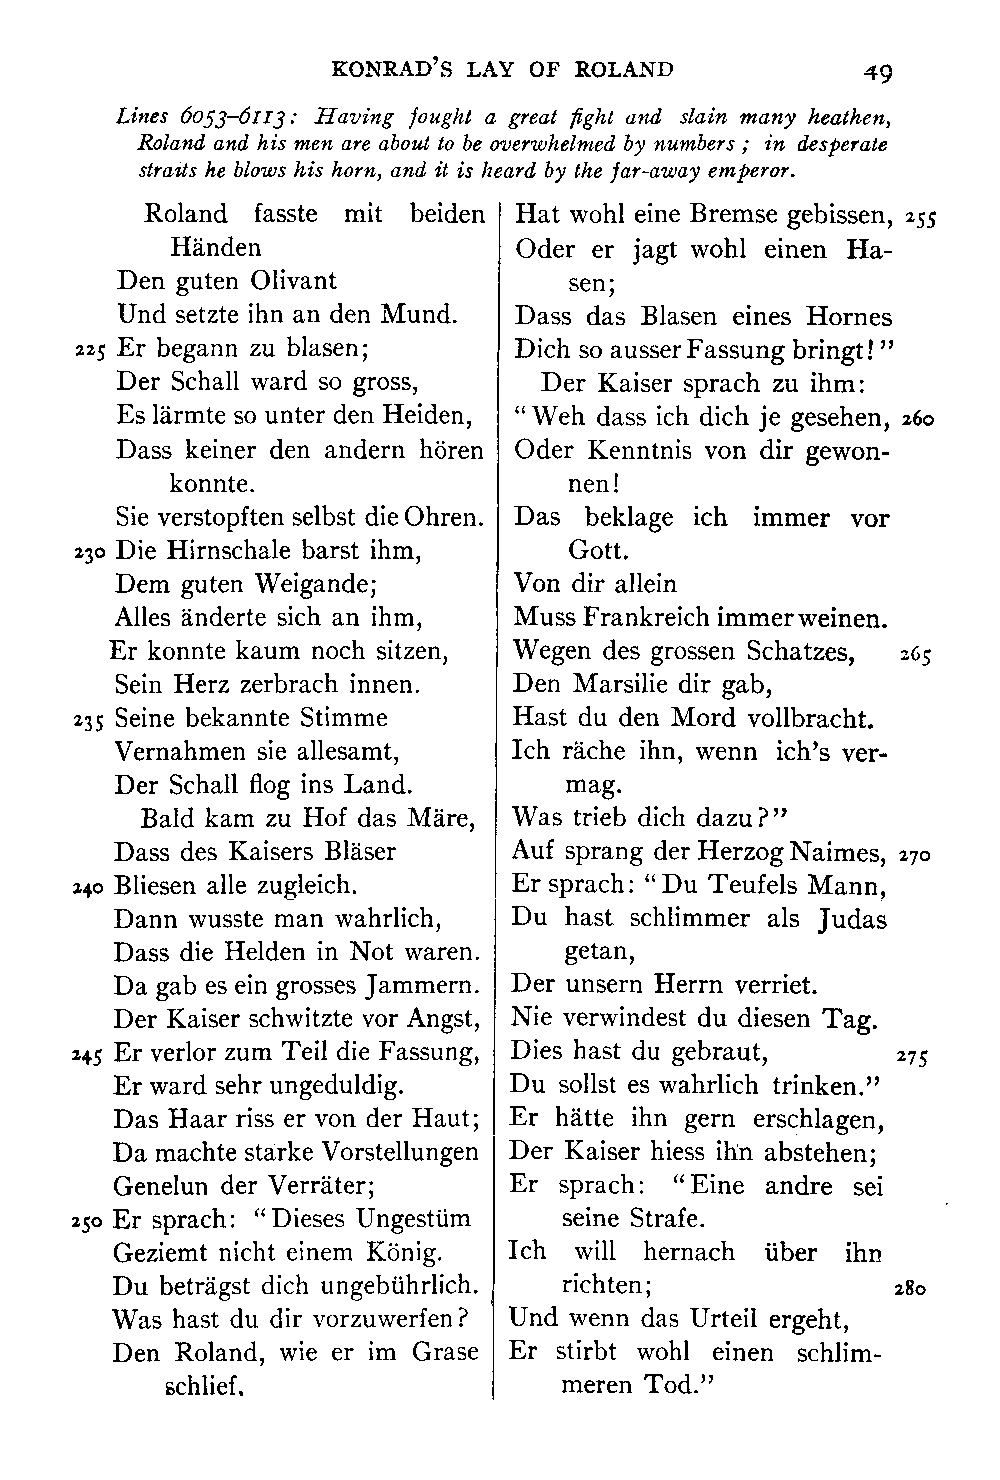 KONRAD'S LAY OF ROLAND 49
Lines 6053–6113: Having fought a great fight and slain many heathen,
Roland and his men are about to be overwhelmed by numbers; in desperate
straits he blows his horn, and it is heard by the far-away emperor.
Roland fasste mit beiden
Händen
Den guten Olivant
Und setzte ihn an den Mund.
225 Er begann zu blasen;
Der Schall ward so gross,
Es lärmte so unter den Heiden,
Dass keiner den andern hören
konnte.
Sie verstopften selbst die Ohren.
230 Die Hirnschale barst ihm,
Dem guten Weigande;
Alles änderte sich an ihm,
Er konnte kaum noch sitzen,
Sein Herz zerbrach innen.
235 Seine bekannte Stimme
Vernahmen sie allesamt,
Der Schall flog ins Land.
Bald kam zu Hof das Märe,
Dass des Kaisers Bläser
240 Bliesen alle zugleich.
Dann wusste man wahrlich,
Dass die Helden in Not waren.
Da gab es ein grosses Jammern.
Der Kaiser schwitzte vor Angst,
245 Er verlor zum Teil die Fassung,
Er ward sehr ungeduldig.
Das Haar riss er von der Haut;
Da machte starke Vorstellungen
Genelun der Verräter;
250 Er sprach: "Dieses Ungestüm
Geziemt nicht einem König.
Du beträgst dich ungebührlich.
Was hast du dir vorzuwerfen?
Den Roland, wie er im Grase
schlief,
Hat wohl eine Bremse gebissen, 255
Oder er jagt wohl einen Ha-
sen;
Dass das Blasen eines Hornes
Dich so ausser Fassung bringt!"
Der Kaiser sprach zu ihm:
"Weh dass ich dich je gesehen, 260
Oder Kenntnis von dir gewon-
nen!
Das beklage ich immer vor
Gott.
Von dir allein
Muss Frankreich immer weinen.
Wegen des grossen Schatzes, 265
Den Marsilie dir gab,
Hast du den Mord vollbracht.
Ich räche ihn, wenn ich's ver-
mag.
Was trieb dich dazu?"
Auf sprang der Herzog Naimes, 270
Er sprach: "Du Teufels Mann,
Du hast schlimmer als Judas
getan,
Der unsern Herrn verriet.
Nie verwindest du diesen Tag.
Dies hast du gebraut, 275
Du sollst es wahrlich trinken."
Er hätte ihn gern erschlagen,
Der Kaiser hiess ihn abstehen;
Er sprach: "Eine andre sei
seine Strafe.
Ich will hernach über ihn
richten; 280
Und wenn das Urteil ergeht,
Er stirbt wohl einen schlim-
meren Tod."